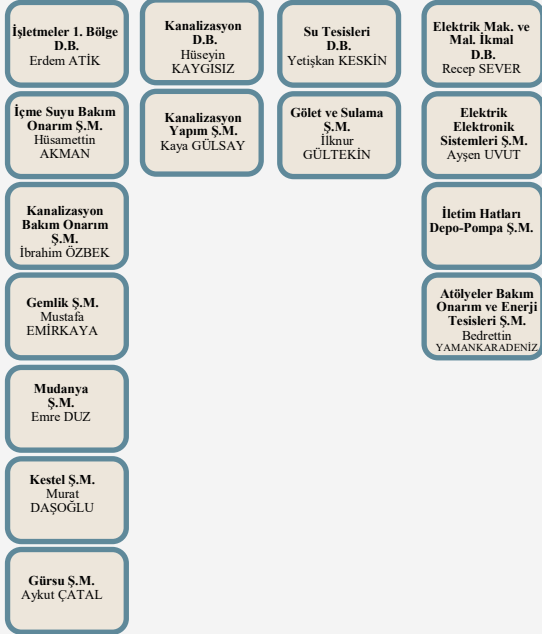 İşletmeler 1. Bölge
D.B.
Erdem ATİK
Kanalizasyon
D.B.
Hüseyin
KAYGISIZ
Su Tesisleri
D.B.
Yetişkan KESKİN
Elektrik Mak. ve
Mal. İkmal
D.B.
Recep SEVER
İçme Suyu Bakım
Onarım Ş.M.
Hüsamettin
AKMAN
Kanalizasyon
Yapım Ş.M.
Kaya GÜLSAY
Gölet ve Sulama
Ş.M.
İlknur
GÜLTEKİN
Elektrik
Elektronik
Sistemleri Ş.M.
Ayşen UVUT
Kanalizasyon
Bakım Onarım
Ş.M.
İbrahim ÖZBEK
İletim Hatları
Depo-Pompa Ş.M.
Gemlik Ş.M.
Mustafa
EMİRKAYA
Atölyeler Bakım
Onarım ve Enerji
Tesisleri Ş.M.
Bedrettin
YAMANKARADENİZ
Mudanya
Ş.M.
Emre DUZ
Kestel Ş.M.
Murat
DAŞOĞLU
Gürsu Ş.M.
Aykut ÇATAL